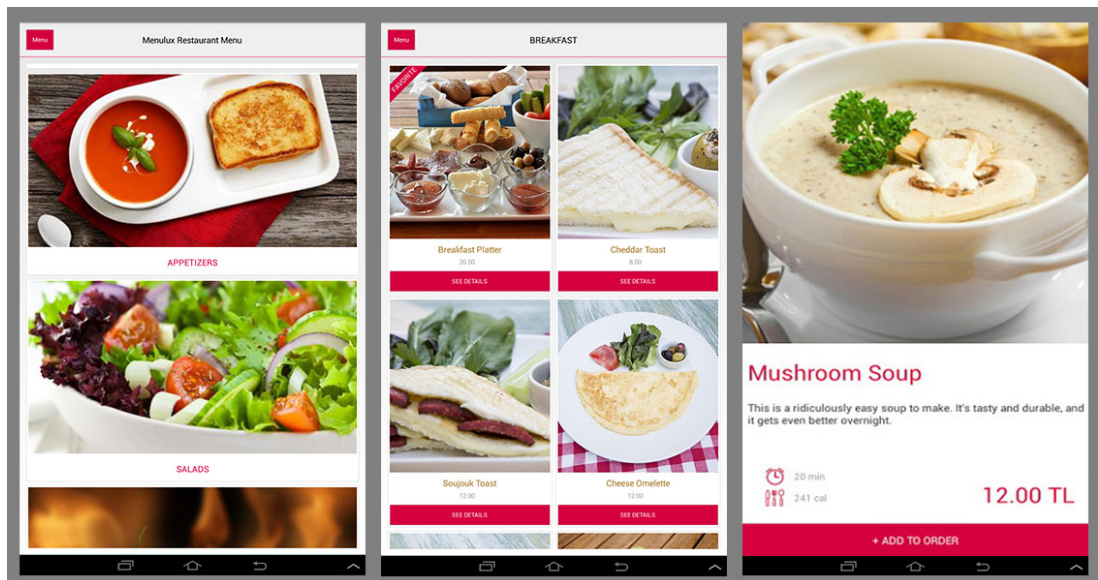 Menu
Menulux Restaurant Menu
APPETIZERS
SALADS
Menu
BREAKFAST
FAVORITE
Breakfast Platter
20.00
SEE DETAILS
Cheddar Toast
8.00
SEE DETAILS
Soujouk Toast
12.00
SEE DETAILS
Cheese Omelette
12.00
SEE DETAILS
Mushroom Soup
This is a ridiculously easy soup to make. It's tasty and durable, and
it gets even better overnight.
20 min
241 cal
12.00 TL
+ ADD TO ORDER